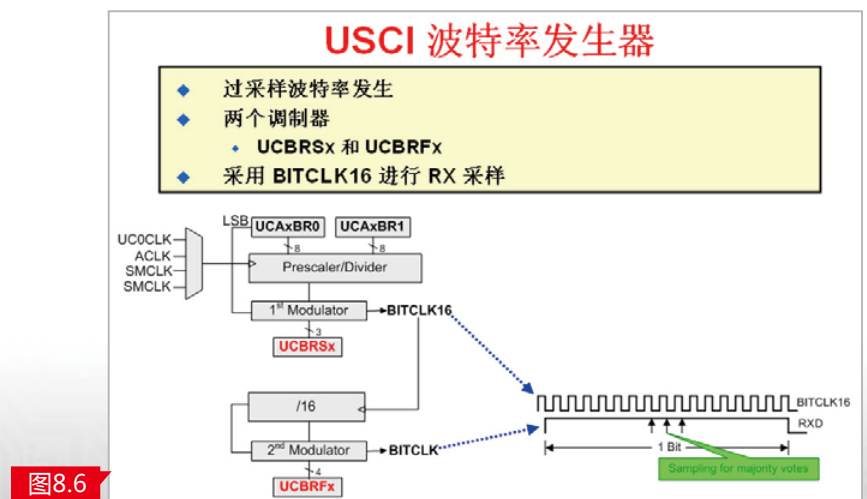 USCI 波特率发生器
过采样波特率发生
两个调制器
UCBRSx 和 UCBRFx
采用 BITCLK16 进行 RX 采样
LSB UCAxBR0 UCAxBR1
UC0CLK
ACLK
SMCLK
SMCLK
8 8
Prescaler/Divider
1st Modulator BITCLK16
3
UCBRSx
/16
2nd Modulator BITCLK
4
UCBRFx
BITCLK16
RXD
1 Bit
Sampling for majority votes
图8.6